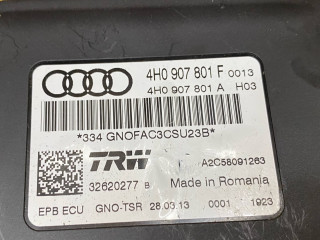 4H0 907 801 F 0013
4H0 907 801 A H03
*334 GNOFAC3CSU23B*
TRW A2C58091263
32620277 B Made in Romania
EPB ECU GNO-TSR 28.03.13 0001 1923